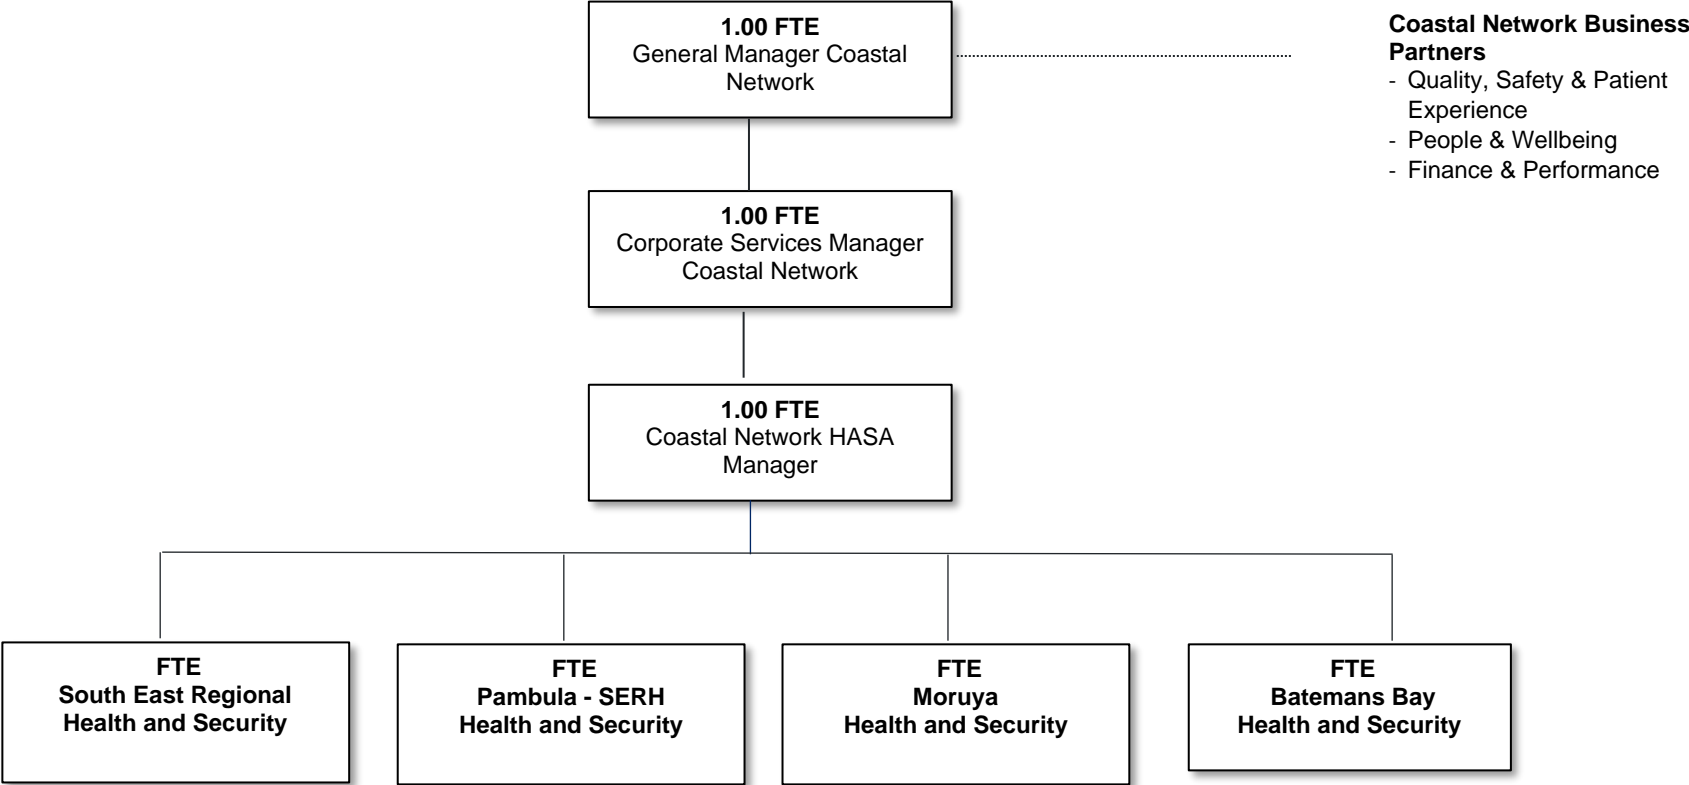 1.00 FTE
General Manager Coastal
Network
Coastal Network Business
Partners
- Quality, Safety & Patient
Experience
- People & Wellbeing
- Finance & Performance
1.00 FTE
Corporate Services Manager
Coastal Network
1.00 FTE
Coastal Network HASA
Manager
FTE
South East Regional
Health and Security
FTE
Pambula - SERH
Health and Security
FTE
Moruya
Health and Security
FTE
Batemans Bay
Health and Security